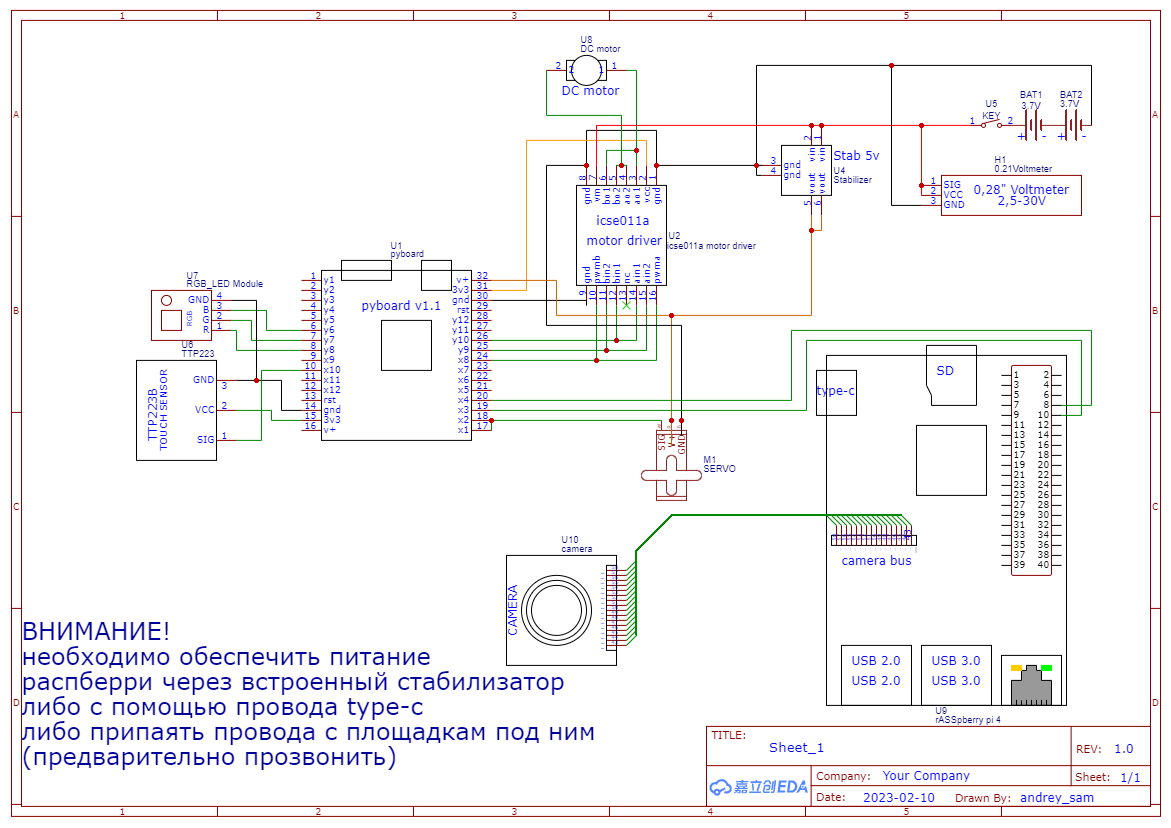 1 2 3 4 5
A
B
C
D
A
B
C
D
U8
DC motor
2 2 1 1
DC motor
U5
KEY
1 2
BAT1
3.7V
+ -
BAT2
3.7V
+ -
H1
0.21Voltmeter
1 SIG
2 VCC
3 GND
0,28" Voltmeter
2,5-30V
2 1
vin vin
3 gnd
4 gnd
vout vout
5 6
Stab 5v
U4
Stabilizer
8 7 6 5 4 3 2 1
gnd vm bo1 bo2 ao2 ao1 vcc gnd
icse011a
motor driver
U2
icse011a motor driver
gnd pwmb bin2 bin1 nc ain1 ain2 pwma
9 10 11 12 13 14 15 16
U1
pyboard
pyboard v1.1
1 y1
2 y2
3 y3
4 y4
5 y5
6 y6
7 y7
8 y8
9 x9
10 x10
11 x11
12 x12
13 rst
14 gnd
15 3v3
16 v+
v+ 32
3v3 31
gnd 30
rst 29
y12 28
y11 27
y10 26
y9 25
x8 24
x7 23
x6 22
x5 21
x4 20
x3 19
x2 18
x1 17
U7
RGB_LED Module
RGB
GND 4
B 3
G 2
R 1
U6
TTP223
TTP223B
TOUCH SENSOR
GND 3
VCC 2
SIG 1
SIG V+ GND
M1
SERVO
type-c
SD
1 2
3 4
5 6
7 8
9 10
11 12
13 14
15 16
17 18
19 20
21 22
23 24
25 26
27 28
29 30
31 32
33 34
35 36
37 38
39 40
camera bus
U10
camera
CAMERA
USB 2.0
USB 2.0
USB 3.0
USB 3.0
U9
rASSpberry pi 4
ВНИМАНИЕ!
необходимо обеспечить питание
распберри через встроенный стабилизатор
либо с помощью провода type-c
либо припаять провода с площадкам под ним
(предварительно прозвонить)
TITLE:
Sheet_1
REV: 1.0
嘉立创EDA
Company: Your Company
Sheet: 1/1
Date: 2023-02-10 Drawn By: andrey_sam
1 2 3 4 5